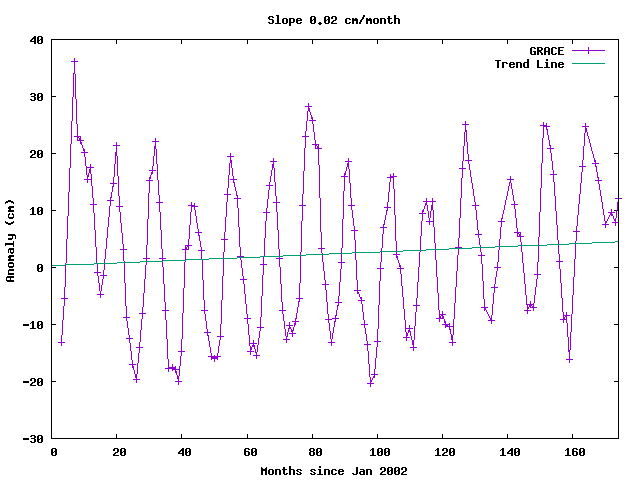 Slope 0.02 cm/month
GRACE
Trend Line
40
30
20
10
0
-10
-20
-30
Anomaly (cm)
0 20 40 60 80 100 120 140 160
Months since Jan 2002